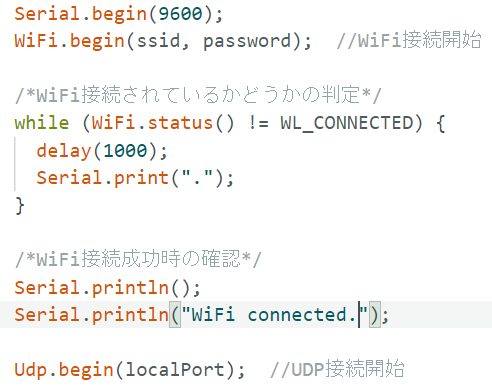 Serial.begin(9600);
WiFi.begin(ssid, password);  //WiFi接続開始
/*WiFi接続されているかどうかの判定*/
while (WiFi.status() != WL_CONNECTED) {
  delay(1000);
  Serial.print(".");
}
/*WiFi接続成功時の確認*/
Serial.println();
Serial.println("WiFi connected.");
Udp.begin(localPort);  //UDP接続開始